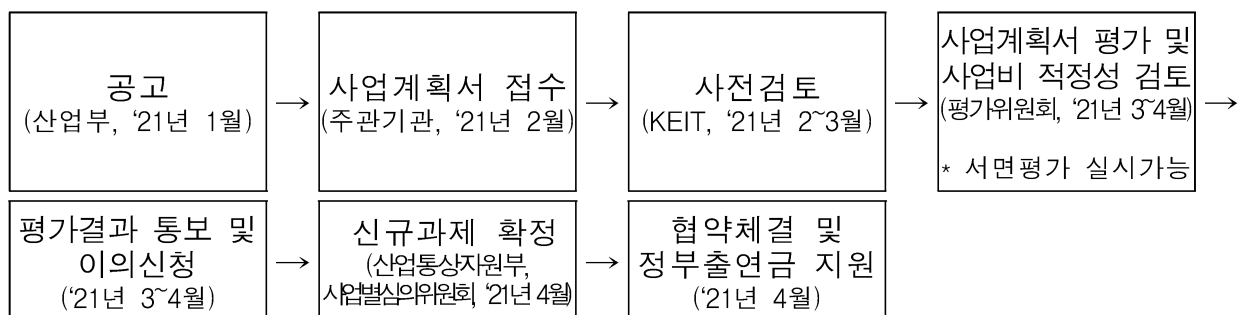 공고
(산업부, ‘21년 1월)
→
사업계획서 접수
(주관기관, ‘21년 2월)
→
사전검토
(KEIT, ‘21년 2~3월)
→
사업계획서 평가 및
사업비 적정성 검토
(평가위원회, ‘21년 3~4월)
* 서면평가 실시가능
→
평가결과 통보 및
이의신청
(‘21년 3~4월)
→
신규과제 확정
(산업통상자원부,
사업별심의위원회, ‘21년 4월)
→
협약체결 및
정부출연금 지원
(‘21년 4월)